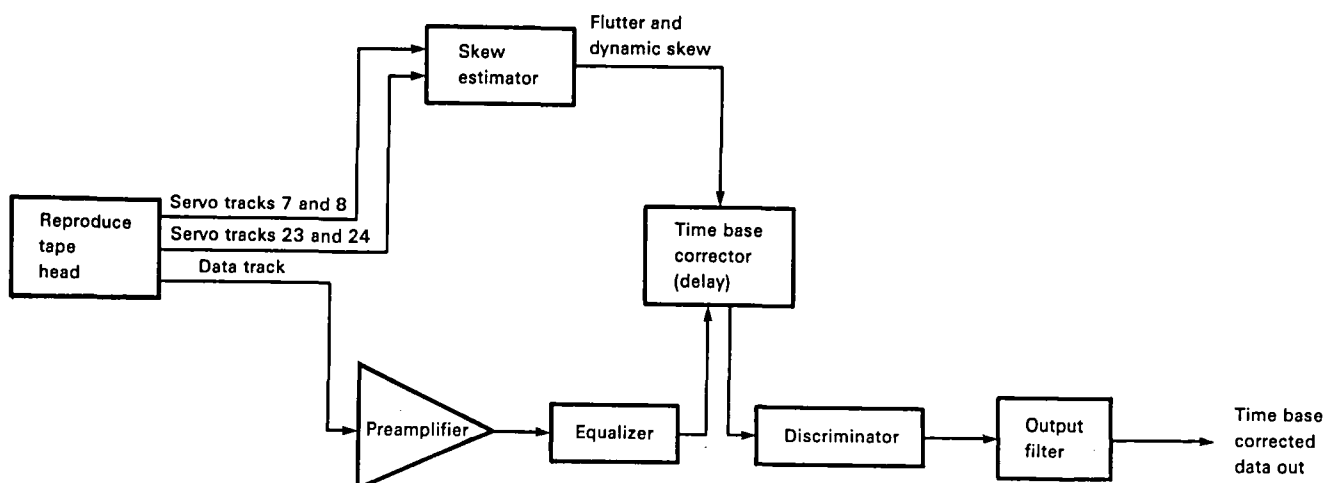 Flutter and
dynamic skew
Skew
estimator
Servo tracks 7 and 8
Servo tracks 23 and 24
Data track
Reproduce
tape
head
Time base
corrector
(delay)
Preamplifier
Equalizer
Discriminator
Output
filter
Time base
corrected
data out